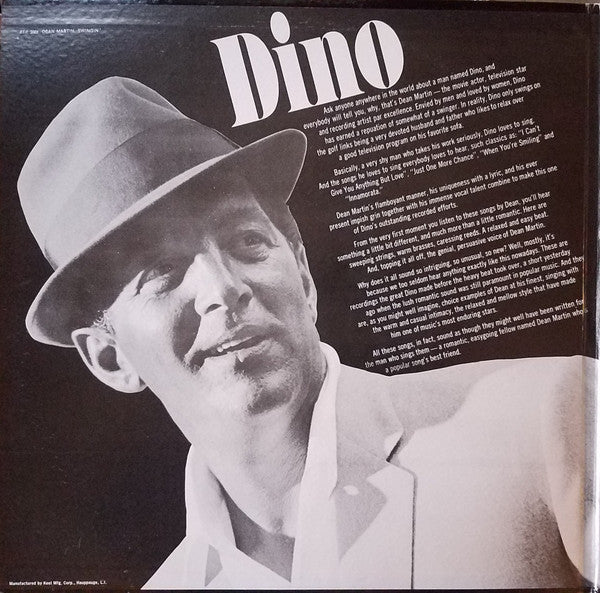 DEAN MARTIN SWINGIN'
Dino
Ask anyone anywhere in the world about a man named Dino, and
everybody will tell you, why, that's Dean Martin — the movie actor, television star
and recording artist par excellence. Envied by men and loved by women, Dino
has earned a repuation of somewhat of a swinger. In reality, Dino only swings on
the golf links being a very devoted husband and father who likes to relax over
a good television program on his favorite sofa.
Basically, a very shy man who takes his work seriously, Dino loves to sing.
And the songs he loves to sing everybody loves to hear, such classics as: "I Can't
Give You Anything But Love", "Just One More Chance", "When You're Smiling" and
"Innamorata."
Dean Martin's flamboyant manner, his uniqueness with a lyric, and his ever
present impish grin together with his immense vocal talent combine to make this one
of Dino's outstanding recorded efforts.
From the very first moment you listen to these songs by Dean, you'll hear
something a little bit different, and much more than a little romantic. Here are
sweeping strings, warm brasses, caressing reeds. A relaxed and easy beat.
And, topping it all off, the genial, persuasive voice of Dean Martin.
Why does it all sound so intriguing, so unusual, so new? Well, mostly, it's
because we too seldom hear anything exactly like this nowadays! These are
recordings the great Dino made before the heavy beat took over, a short yesterday
ago when the lush romantic sound was still paramount in popular music. And they
are, as you might well imagine, choice examples of Dean at his finest, singing with
the warm and casual intimacy, the relaxed and mellow style that have made
him one of music's most enduring stars.
All these songs, in fact, sound as though they might well have been written for
the man who sings them — a romantic, easygoing fellow named Dean Martin who is
a popular song's best friend.
Manufactured by Keel Mfg. Corp., Hauppauge, L.I.